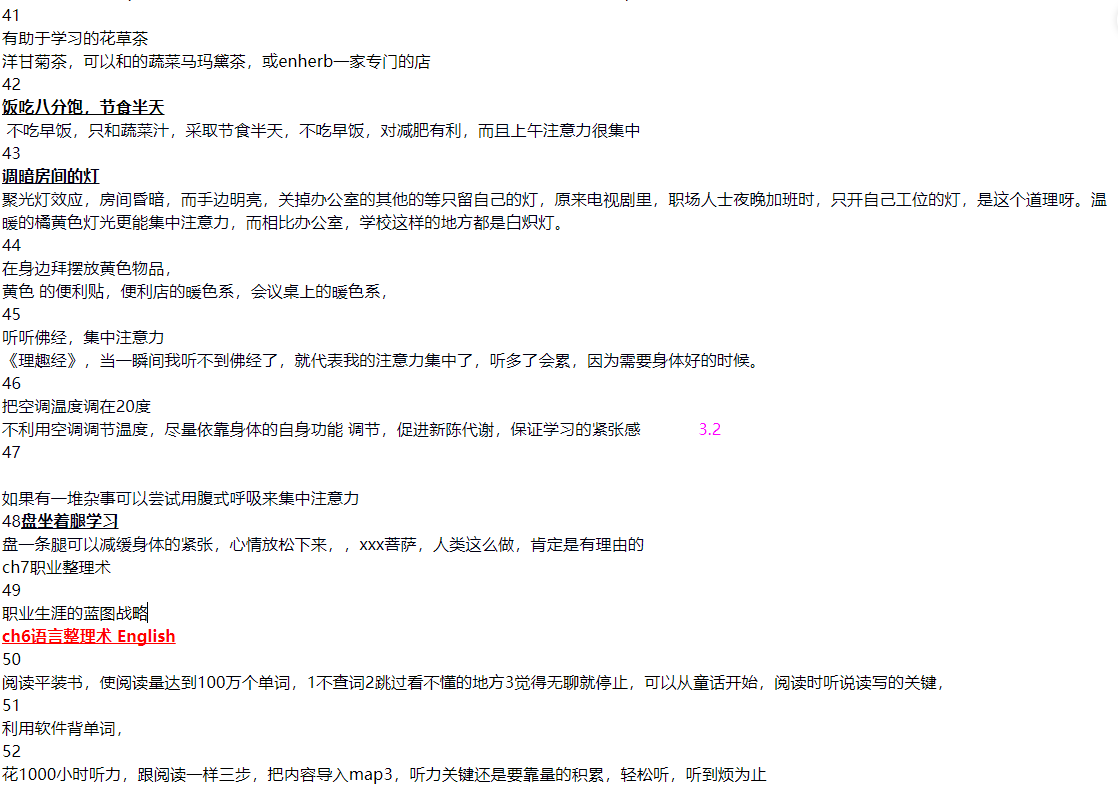 41
有助于学习的花草茶
洋甘菊茶，可以和的蔬菜马玛黛茶，或enherb一家专门的店
42
饭吃八分饱，节食半天
不吃早饭，只和蔬菜汁，采取节食半天，不吃早饭，对减肥有利，而且上午注意力很集中
43
调暗房间的灯
聚光灯效应，房间昏暗，而手边明亮，关掉办公室的其他的等只留自己的灯，原来电视剧里，职场人士夜晚加班时，只开自己工位的灯，是这个道理呀。温
暖的橘黄色灯光更能集中注意力，而相比办公室，学校这样的地方都是白炽灯。
44
在身边拜摆放黄色物品，
黄色 的便利贴，便利店的暖色系，会议桌上的暖色系，
45
听听佛经，集中注意力
《理趣经》，当一瞬间我听不到佛经了，就代表我的注意力集中了，听多了会累，因为需要身体好的时候。
46
把空调温度调在20度
不利用空调调节温度，尽量依靠身体的自身功能 调节，促进新陈代谢，保证学习的紧张感 3.2
47
如果有一堆杂事可以尝试用腹式呼吸来集中注意力
48盘坐着腿学习
盘一条腿可以减缓身体的紧张，心情放松下来，，xxx菩萨，人类这么做，肯定是有理由的
ch7职业整理术
49
职业生涯的蓝图战略
ch6语言整理术 English
50
阅读平装书，使阅读量达到100万个单词，1不查词2跳过看不懂的地方3觉得无聊就停止，可以从童话开始，阅读时听说读写的关键，
51
利用软件背单词，
52
花1000小时听力，跟阅读一样三步，把内容导入map3，听力关键还是要靠量的积累，轻松听，听到烦为止